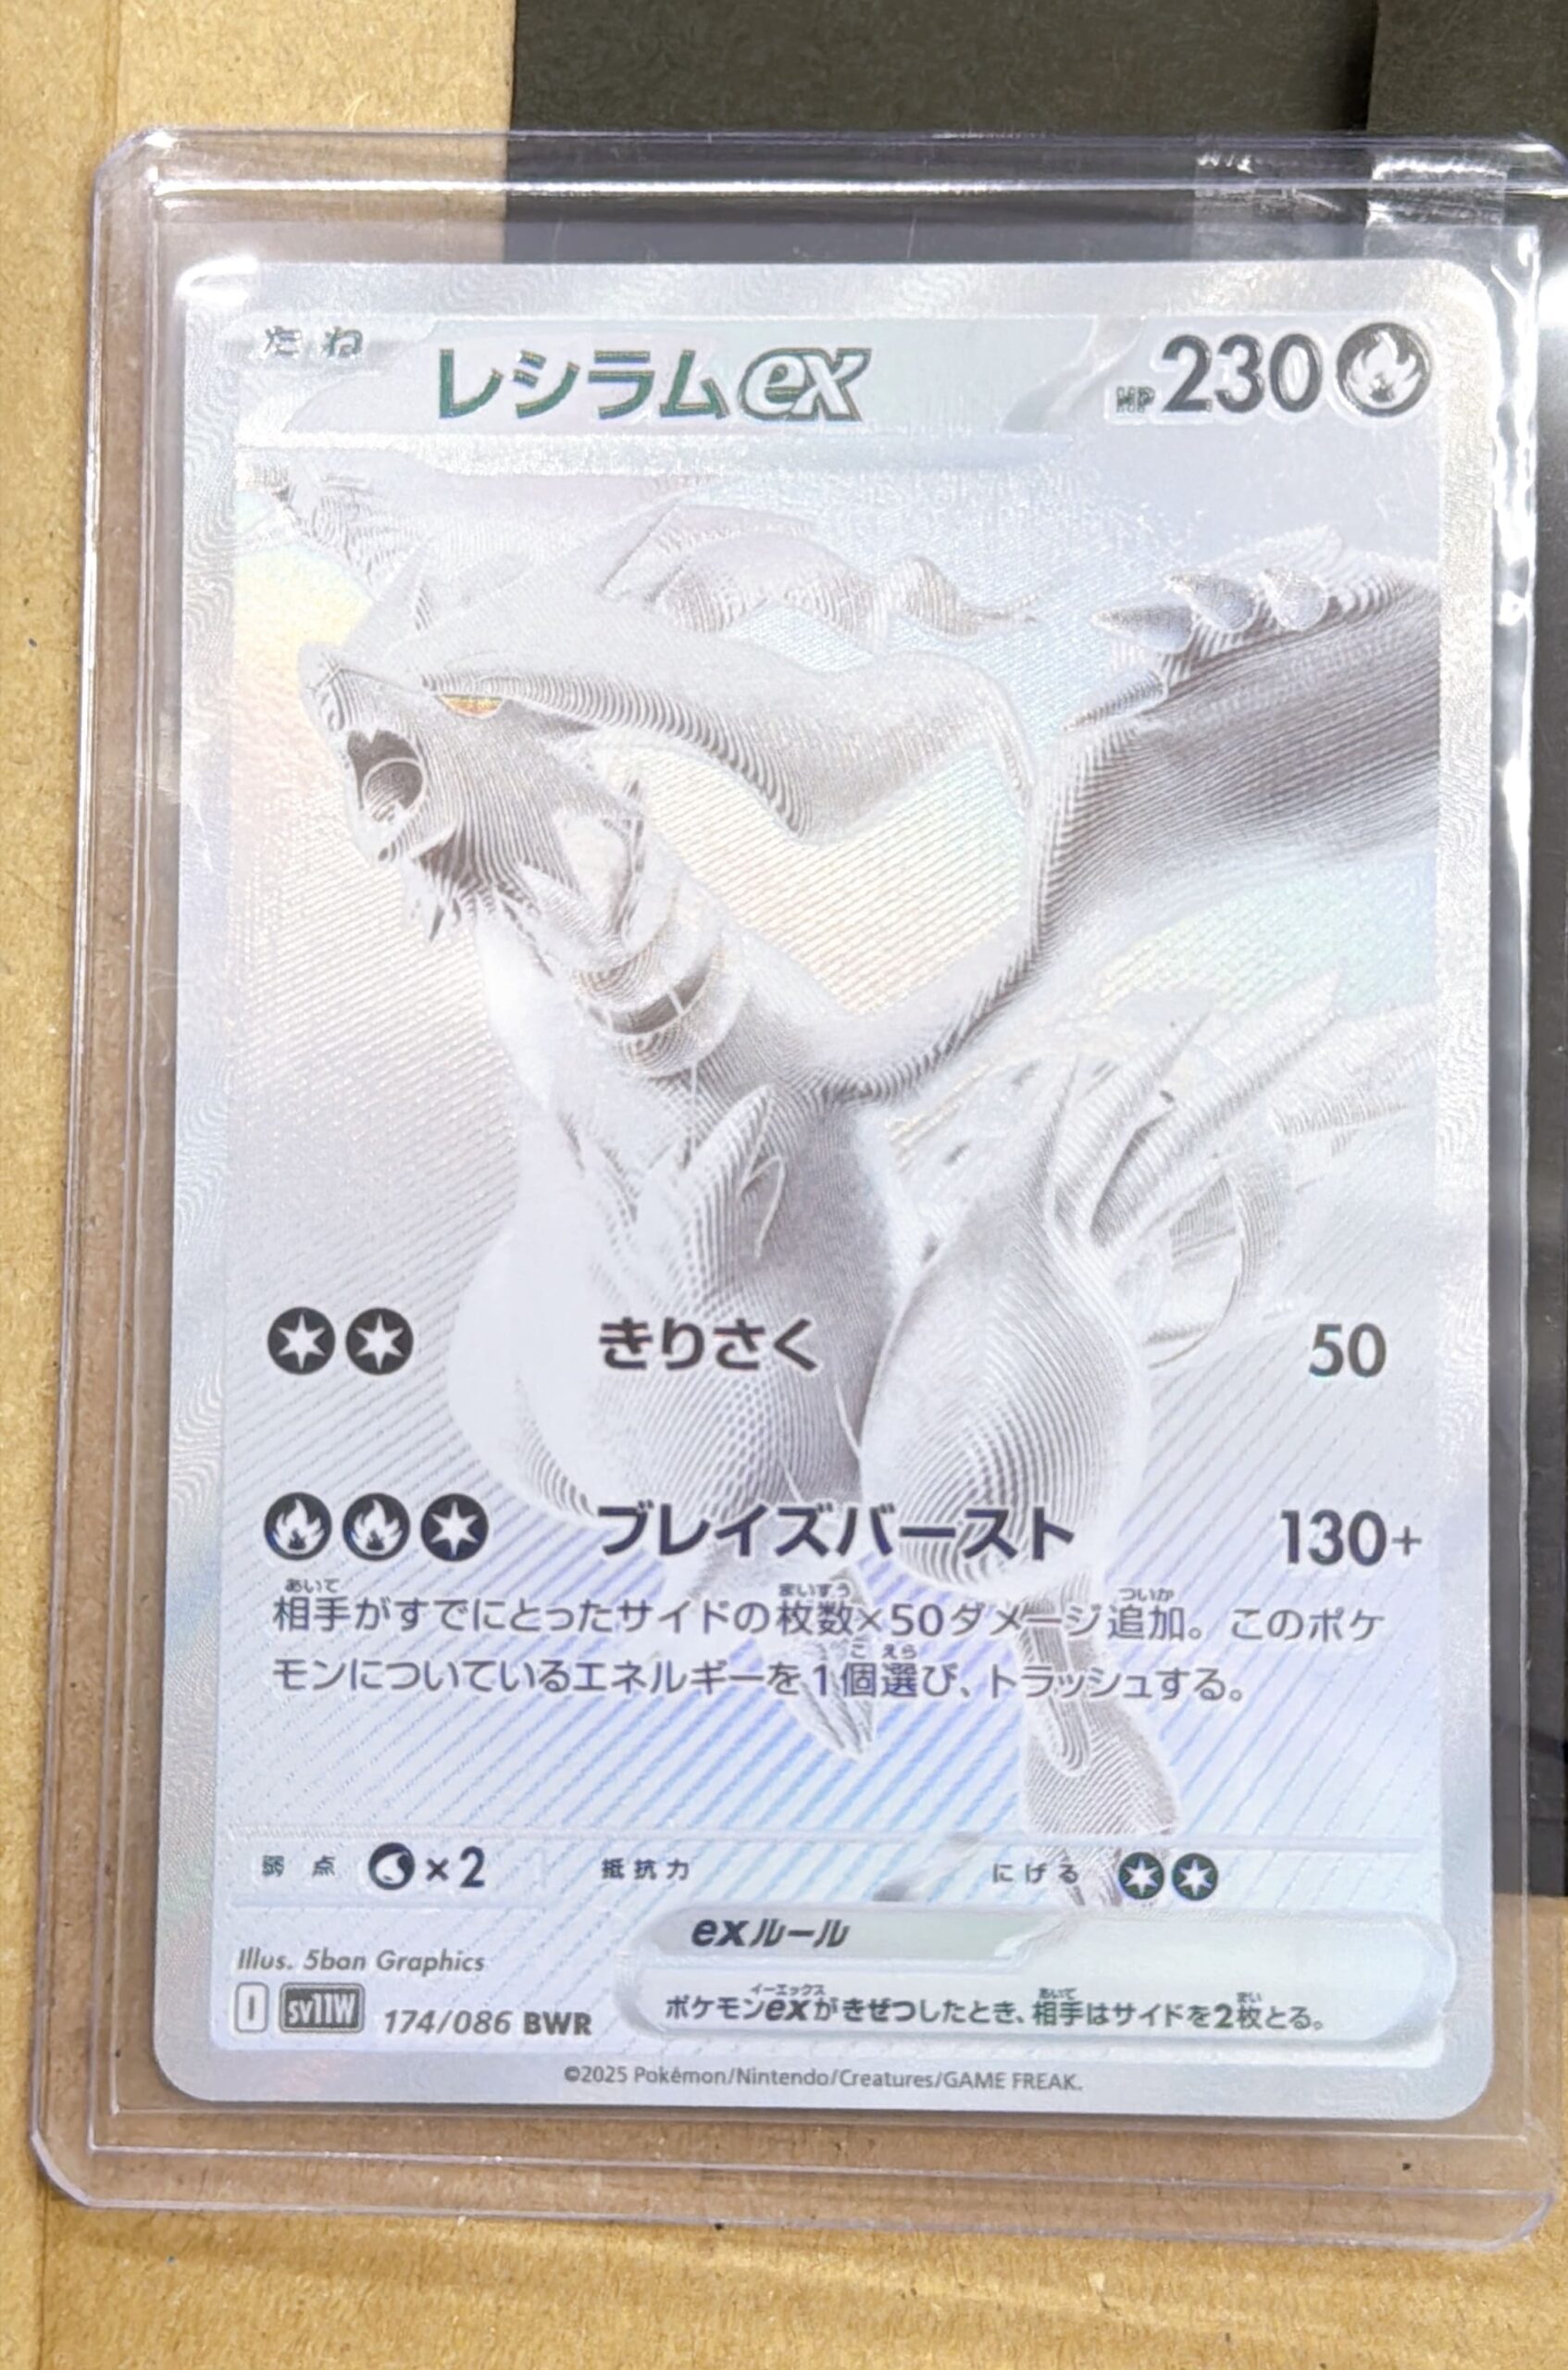 たね レシラムex HP230
きりさく 50
ブレイズバースト 130+
相手がすでにとったサイドの枚数×50ダメージ追加。このポケ
モンについているエネルギーを1個選び、トラッシュする。
弱点 ×2 抵抗力 にげる
exルール
Illus. 5ban Graphics
ポケモンexがきぜつしたとき、相手はサイドを2枚とる。
I sv11W 174/086 BWR
©2025 Pokémon/Nintendo/Creatures/GAME FREAK.